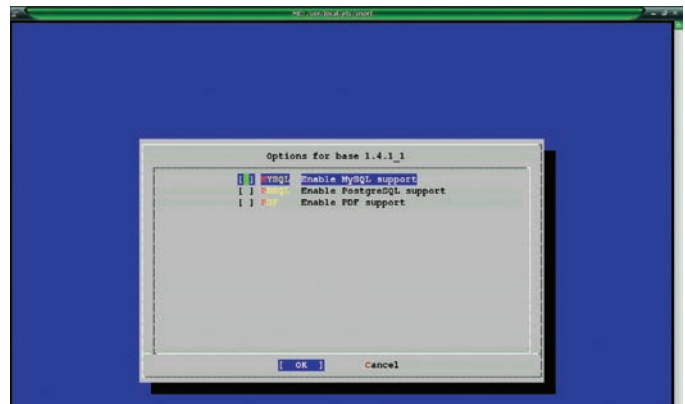 Options for base 1.4.1_1
[ ] MYSQL Enable MySQL support
[ ] Enable PostgreSQL support
[ ] PDF Enable PDF support
[ OK ] Cancel